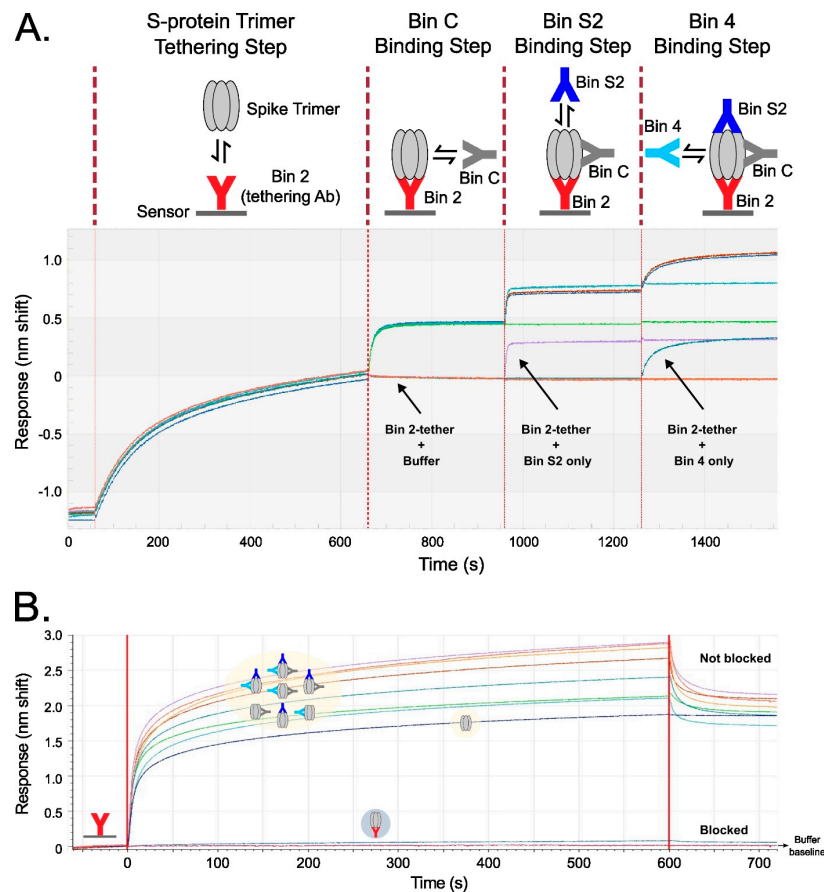 A.
S-protein Trimer
Tethering Step
Bin C
Binding Step
Bin S2
Binding Step
Bin 4
Binding Step
Spike Trimer
Bin 2
(tethering Ab)
Sensor
Bin C
Bin 2
Bin S2
Bin C
Bin 2
Bin S2
Bin 4
Bin C
Bin 2
Response (nm shift)
1.0
0.5
0
-0.5
-1.0
Bin 2-tether
+
Buffer
Bin 2-tether
+
Bin S2 only
Bin 2-tether
+
Bin 4 only
0 200 400 600 800 1000 1200 1400
Time (s)
B.
Response (nm shift)
3.0
2.5
2.0
1.5
1.0
0.5
0
Not blocked
Blocked
Buffer
baseline
0 100 200 300 400 500 600 700
Time (s)